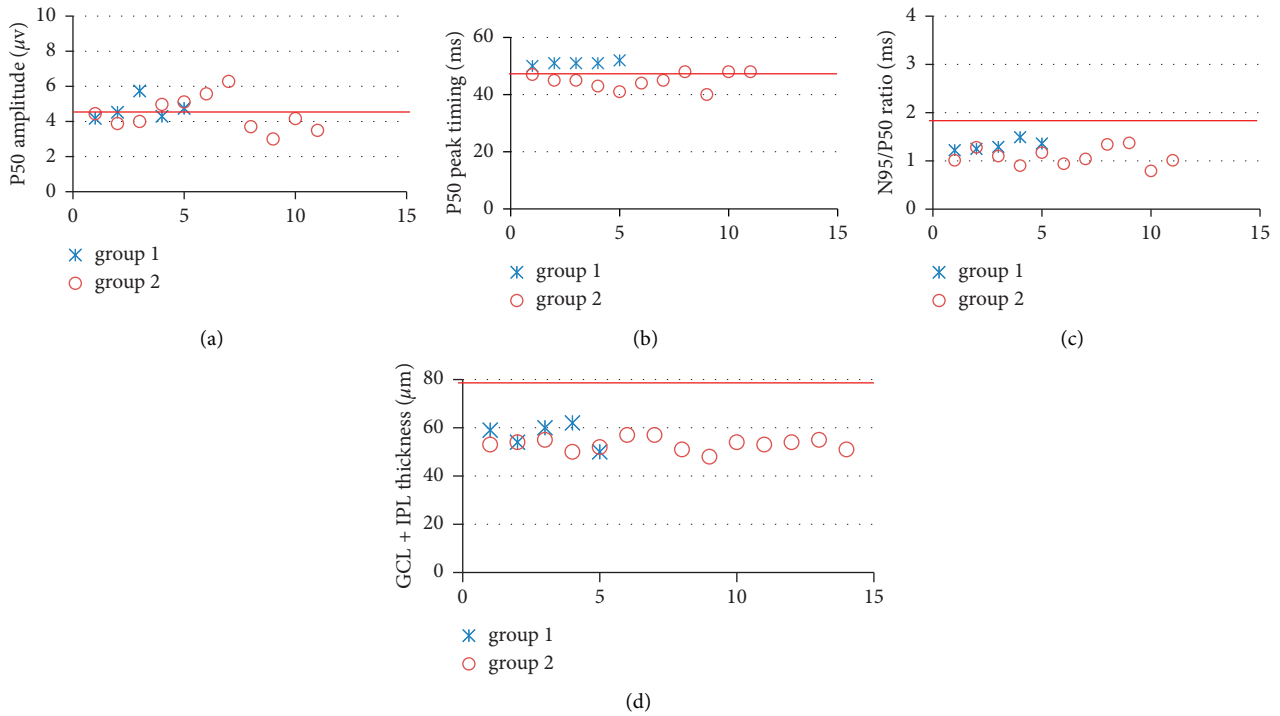 P50 amplitude (μv)
10
8
6
4
2
0
0 5 10 15
group 1
group 2
(a)
P50 peak timing (ms)
60
40
20
0
0 5 10 15
group 1
group 2
(b)
N95/P50 ratio (ms)
4
3
2
1
0
0 5 10 15
group 1
group 2
(c)
GCL + IPL thickness (μm)
80
60
40
20
0
0 5 10 15
group 1
group 2
(d)